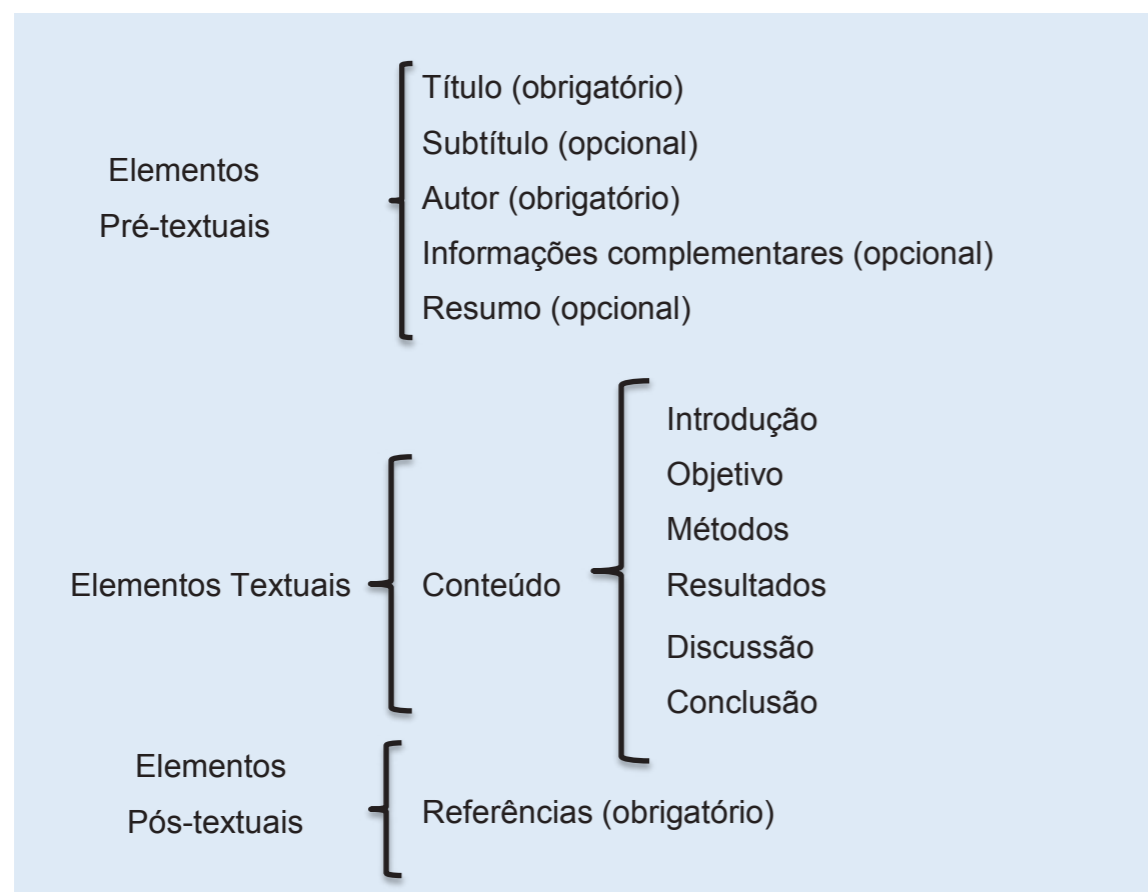 Elementos
Pré-textuais
Título (obrigatório)
Subtítulo (opcional)
Autor (obrigatório)
Informações complementares (opcional)
Resumo (opcional)
Elementos Textuais
Conteúdo
Introdução
Objetivo
Métodos
Resultados
Discussão
Conclusão
Elementos
Pós-textuais
Referências (obrigatório)